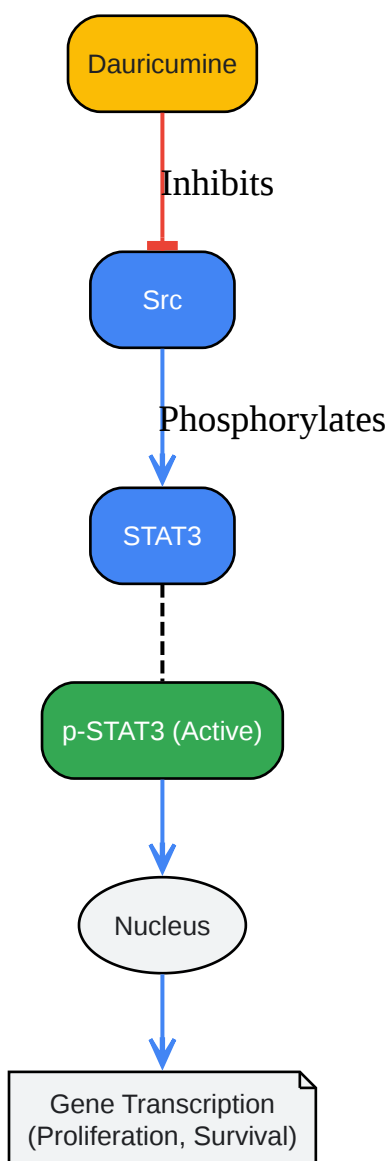 Dauricumine
Inhibits
Src
Phosphorylates
STAT3
p-STAT3 (Active)
Nucleus
Gene Transcription
(Proliferation, Survival)